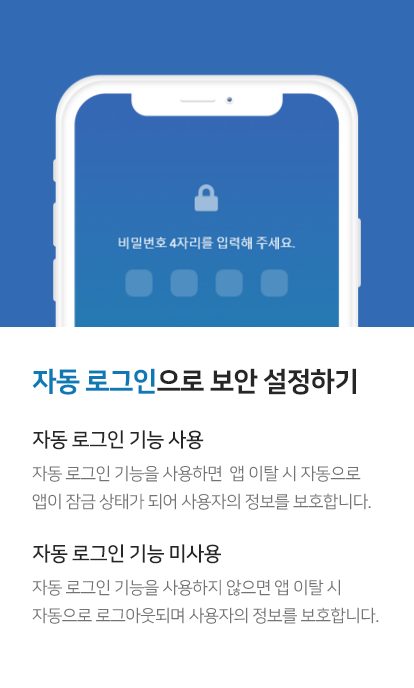 비밀번호 4자리를 입력해 주세요.
자동 로그인으로 보안 설정하기
자동 로그인 기능 사용
자동 로그인 기능을 사용하면 앱 이탈 시 자동으로
앱이 잠금 상태가 되어 사용자의 정보를 보호합니다.
자동 로그인 기능 미사용
자동 로그인 기능을 사용하지 않으면 앱 이탈 시
자동으로 로그아웃되며 사용자의 정보를 보호합니다.